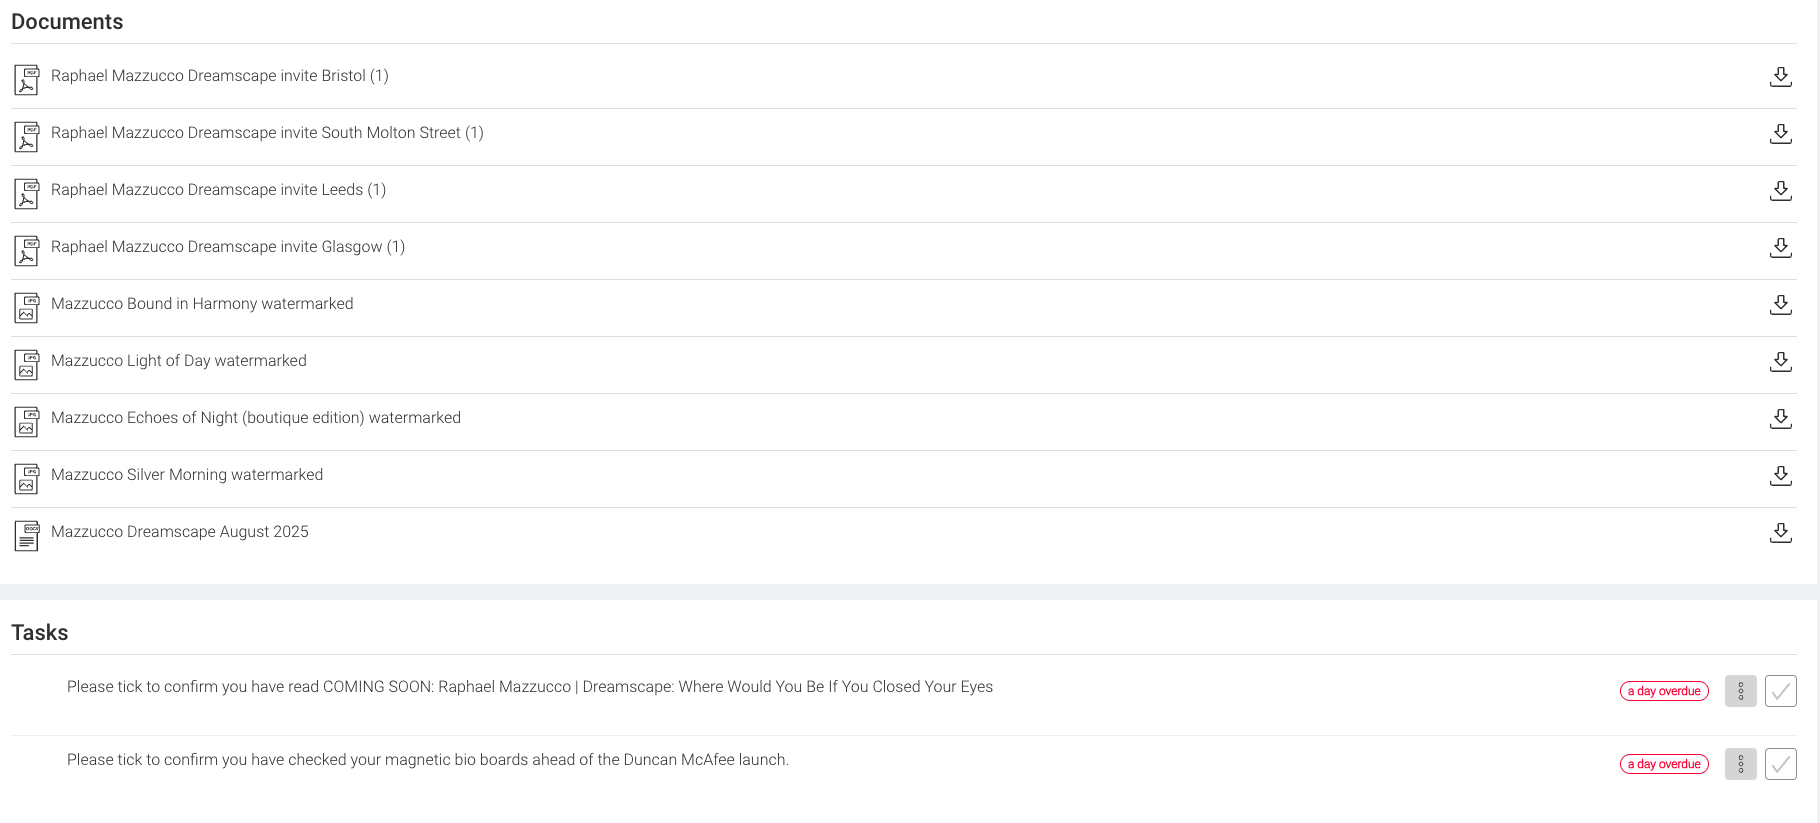 Documents
Raphael Mazzucco Dreamscape invite Bristol (1)
Raphael Mazzucco Dreamscape invite South Molton Street (1)
Raphael Mazzucco Dreamscape invite Leeds (1)
Raphael Mazzucco Dreamscape invite Glasgow (1)
Mazzucco Bound in Harmony watermarked
Mazzucco Light of Day watermarked
Mazzucco Echoes of Night (boutique edition) watermarked
Mazzucco Silver Morning watermarked
Mazzucco Dreamscape August 2025
Tasks
Please tick to confirm you have read COMING SOON: Raphael Mazzucco | Dreamscape: Where Would You Be If You Closed Your Eyes
a day overdue
Please tick to confirm you have checked your magnetic bio boards ahead of the Duncan McAfee launch.
a day overdue